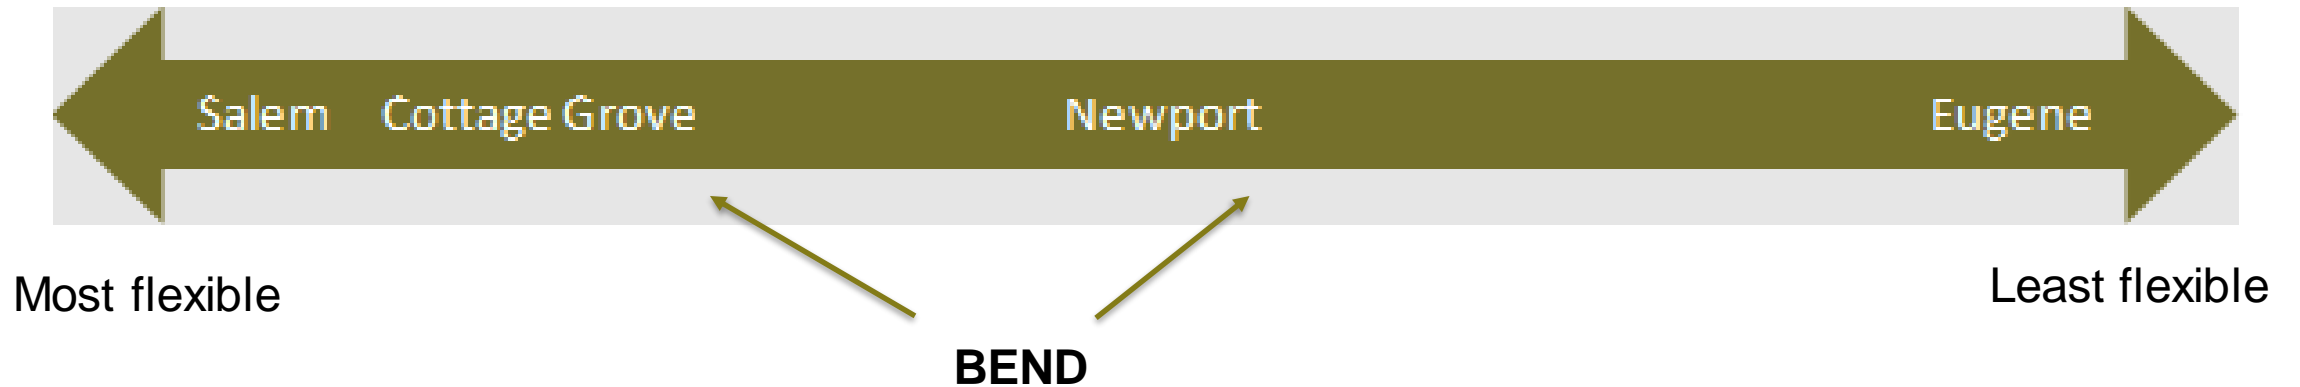 Salem Cottage Grove Newport Eugene
Most flexible
Least flexible
BEND